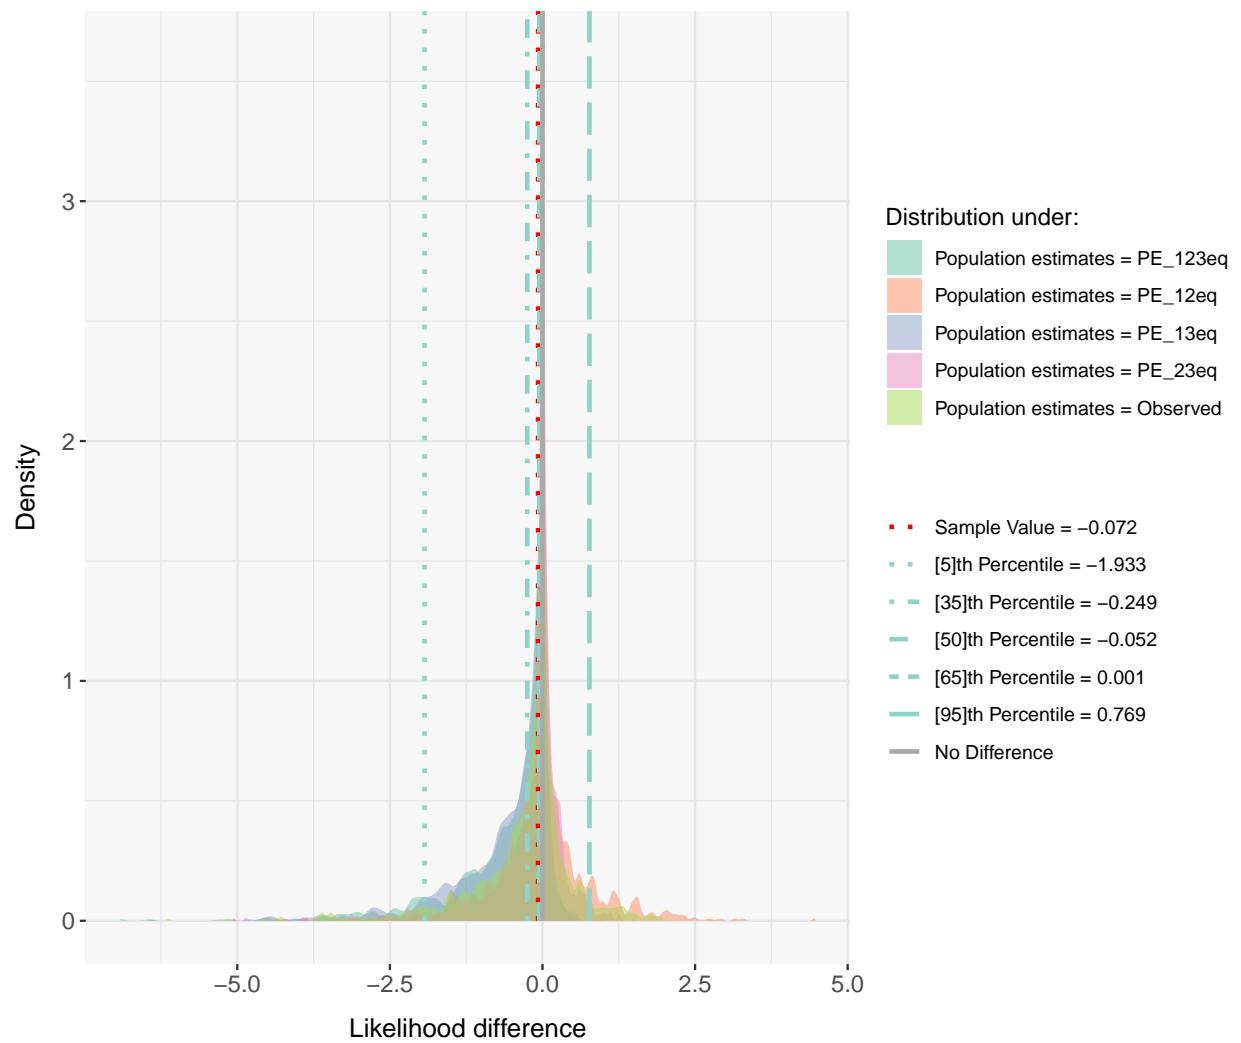 3
2
1
0
Density
−5.0
−2.5
0.0
2.5
5.0
Likelihood difference
Distribution under:
Population estimates = PE_123eq
Population estimates = PE_12eq
Population estimates = PE_13eq
Population estimates = PE_23eq
Population estimates = Observed
Sample Value = −0.072
[5]th Percentile = −1.933
[35]th Percentile = −0.249
[50]th Percentile = −0.052
[65]th Percentile = 0.001
[95]th Percentile = 0.769
No Difference